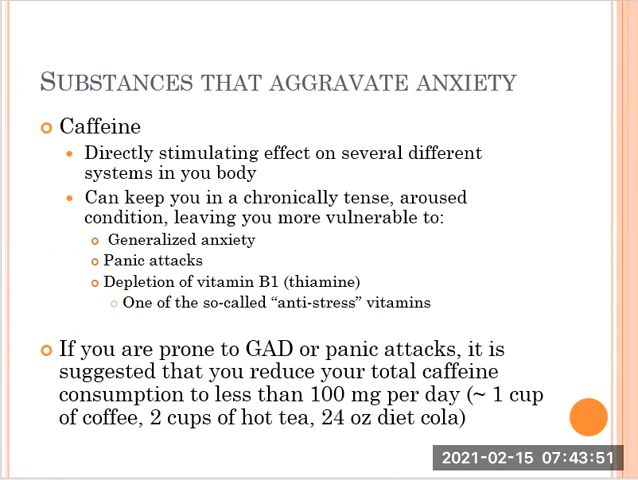 SUBSTANCES THAT AGGRAVATE ANXIETY
Caffeine
Directly stimulating effect on several different
systems in you body
Can keep you in a chronically tense, aroused
condition, leaving you more vulnerable to:
Generalized anxiety
Panic attacks
Depletion of vitamin B1 (thiamine)
One of the so-called “anti-stress” vitamins
If you are prone to GAD or panic attacks, it is
suggested that you reduce your total caffeine
consumption to less than 100 mg per day (~ 1 cup
of coffee, 2 cups of hot tea, 24 oz diet cola)
2021-02-15 07:43:51